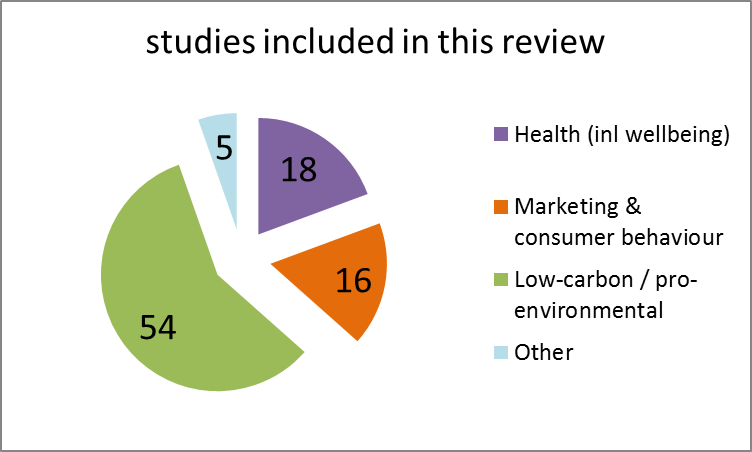 studies included in this review
5
18
16
54
Health (inl wellbeing)
Marketing &
consumer behaviour
Low-carbon / pro-
environmental
Other